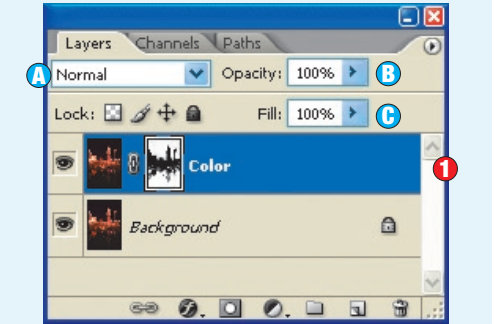 Layers Channels Paths
A Normal Opacity: 100% B
Lock: Fill: 100% C
Color
1
Background